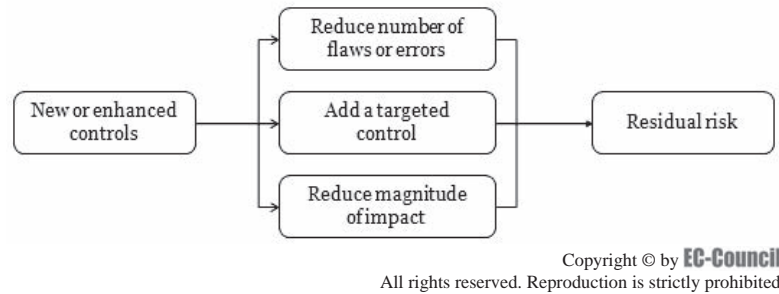 Reduce number of
flaws or errors
New or enhanced
controls
Add a targeted
control
Residual risk
Reduce magnitude
of impact
Copyright © by EC-Council
All rights reserved. Reproduction is strictly prohibited